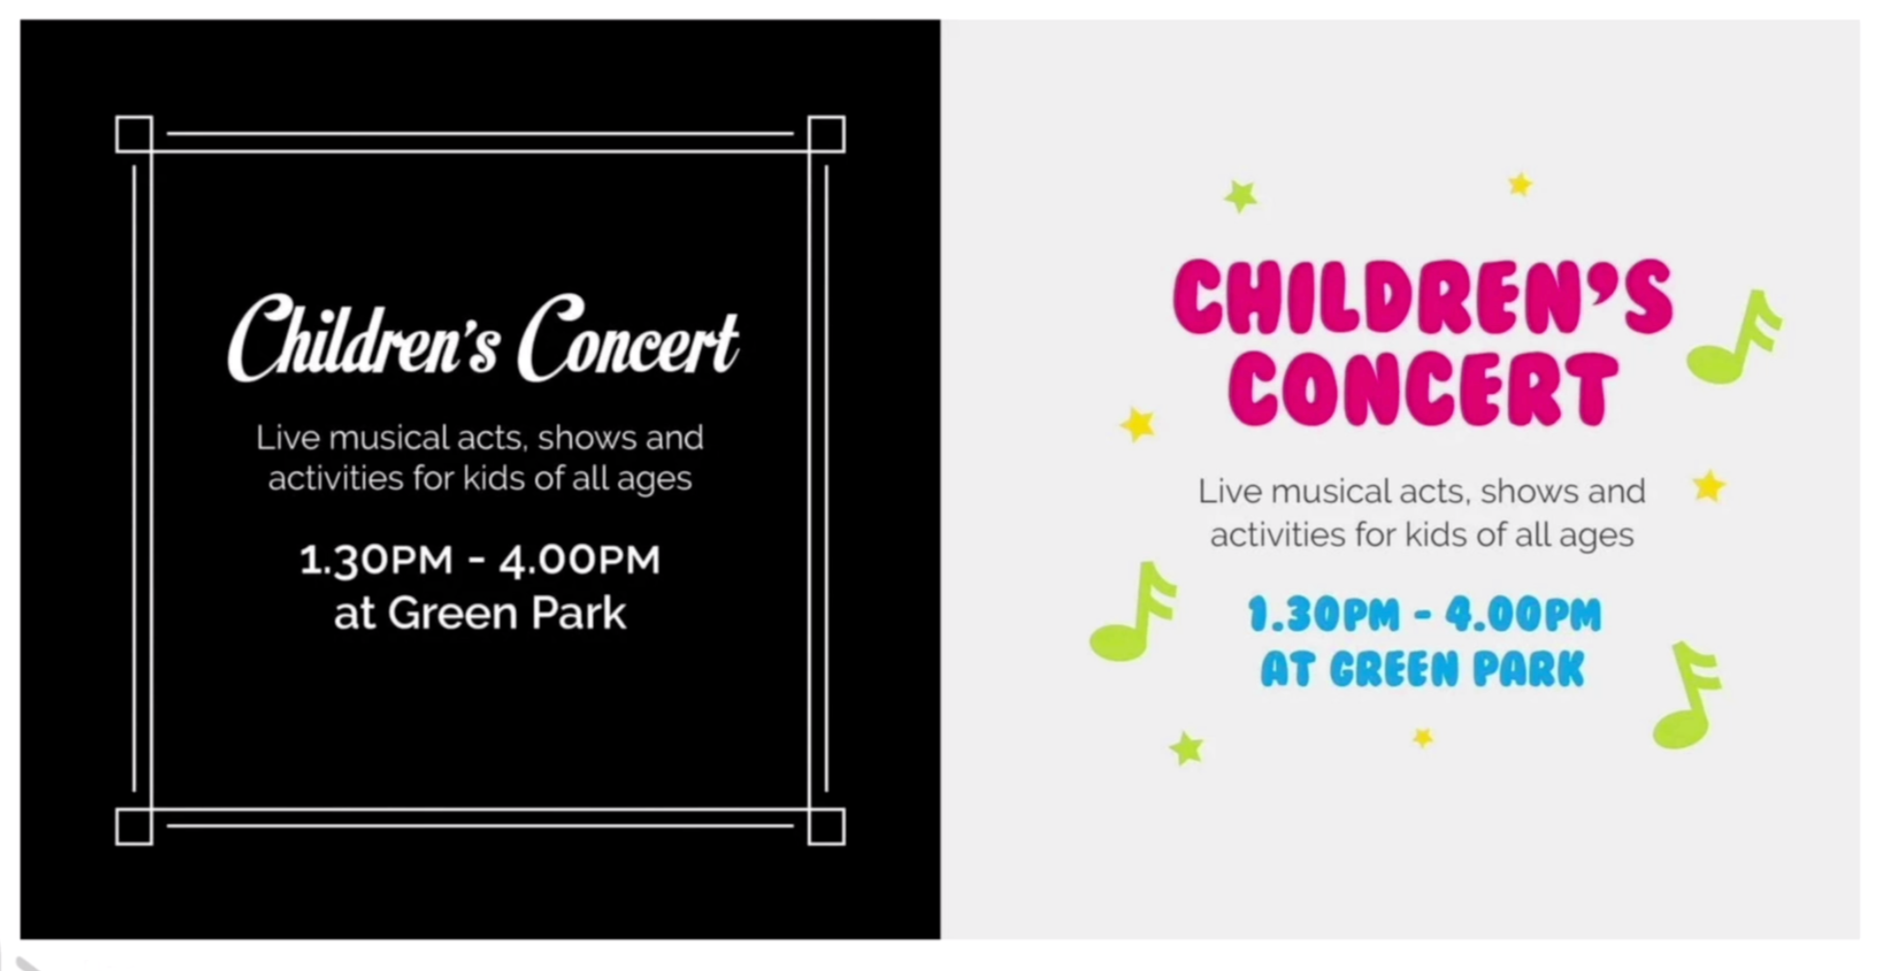 Children's Concert
Live musical acts, shows and
activities for kids of all ages
1.30PM - 4.00PM
at Green Park
CHILDREN'S
CONCERT
Live musical acts, shows and
activities for kids of all ages
1.30PM - 4.00PM
AT GREEN PARK